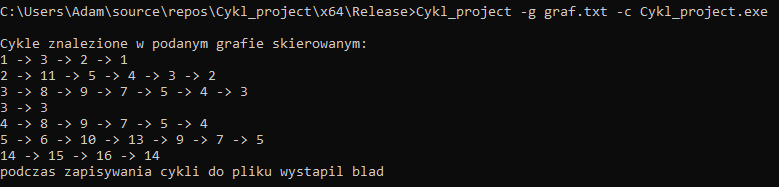 C:\Users\Adam\source\repos\Cykl_project\x64\Release>Cykl_project -g graf.txt -c Cykl_project.exe
Cykle znalezione w podanym grafie skierowanym:
1 -> 3 -> 2 -> 1
2 -> 11 -> 5 -> 4 -> 3 -> 2
3 -> 8 -> 9 -> 7 -> 5 -> 4 -> 3
3 -> 3
4 -> 8 -> 9 -> 7 -> 5 -> 4
5 -> 6 -> 10 -> 13 -> 9 -> 7 -> 5
14 -> 15 -> 16 -> 14
podczas zapisywania cykli do pliku wystapil blad